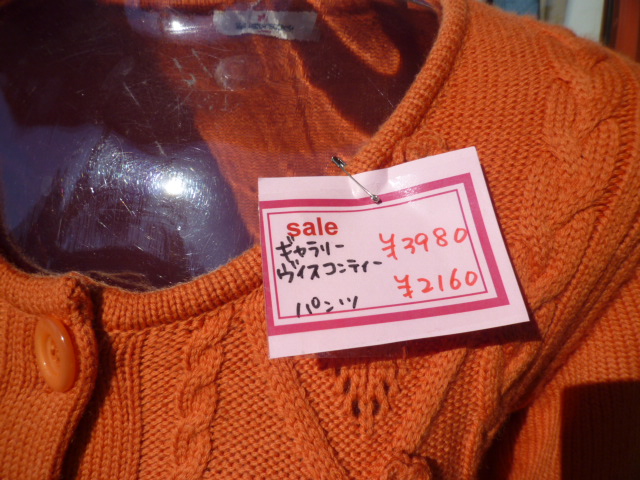 sale
ギャラリー ¥3980
ヴィスコンティー
パンツ ¥2160